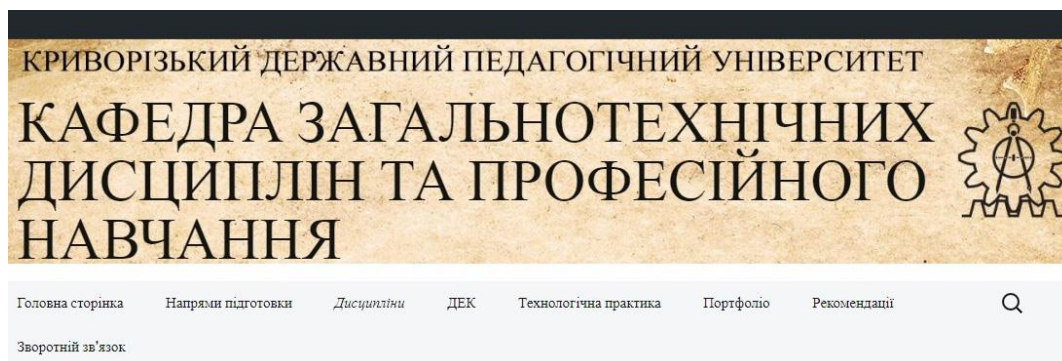 КРИВОРІЗЬКИЙ ДЕРЖАВНИЙ ПЕДАГОГІЧНИЙ УНІВЕРСИТЕТ
КАФЕДРА ЗАГАЛЬНОТЕХНІЧНИХ
ДИСЦИПЛІН ТА ПРОФЕСІЙНОГО
НАВЧАННЯ
Головна сторінка Напрями підготовки Дисципліни ДЕК Технологічна практика Портфоліо Рекомендації
Зворотній зв'язок